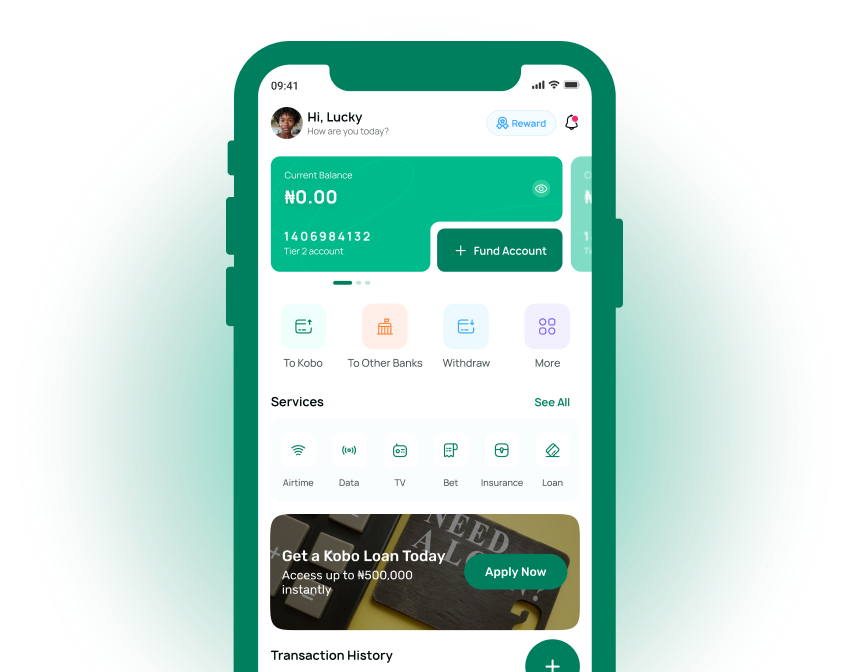 09:41
Hi, Lucky
How are you today?
Reward
Current Balance
₦0.00
1406984132
Tier 2 account
Fund Account
To Kobo
To Other Banks
Withdraw
More
Services
See All
Airtime
Data
TV
Bet
Insurance
Loan
NEED
A LOAN?
Get a Kobo Loan Today
Access up to ₦500,000
instantly
Apply Now
Transaction History